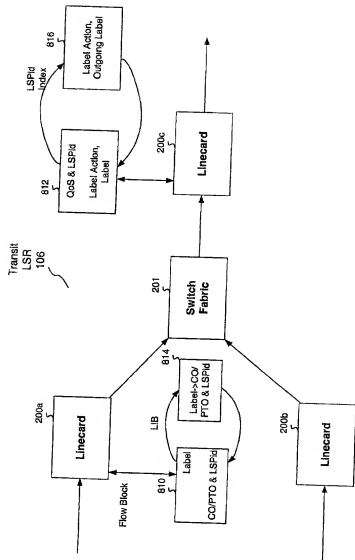 Transit
LSR
106
816
Label Action,
Outgoing Label
LSPId
Index
812
QoS & LSPId
Label Action,
Label
200c
Linecard
201
Switch
Fabric
814
Label->CO/
PTO & LSPid
LIB
200a
Linecard
Flow Block
810
Label
CO/PTO & LSPid
200b
Linecard